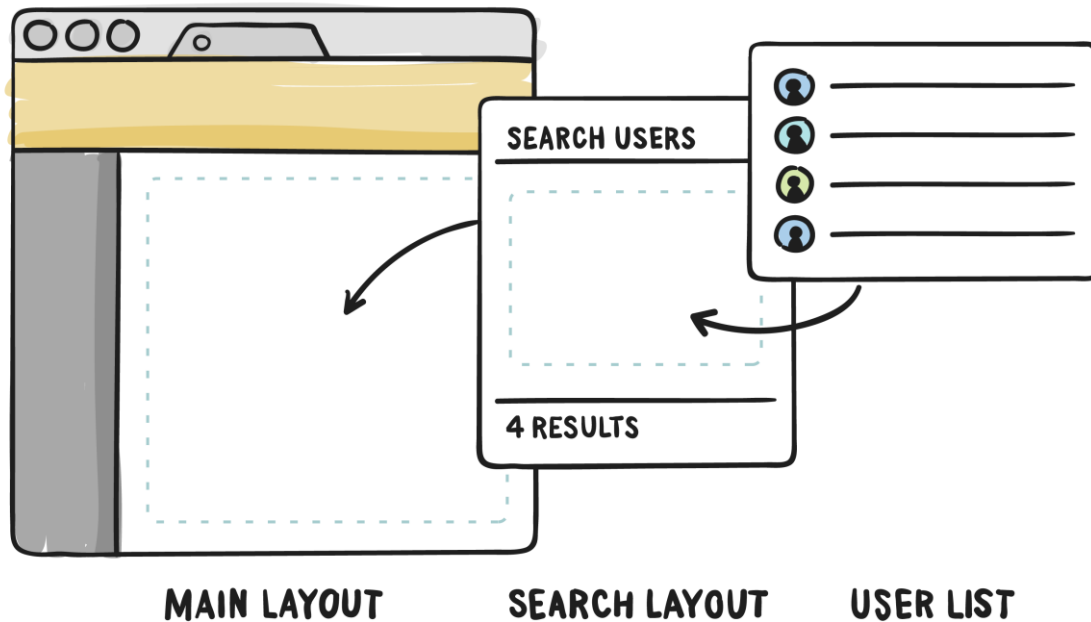 SEARCH USERS
4 RESULTS
MAIN LAYOUT
SEARCH LAYOUT
USER LIST